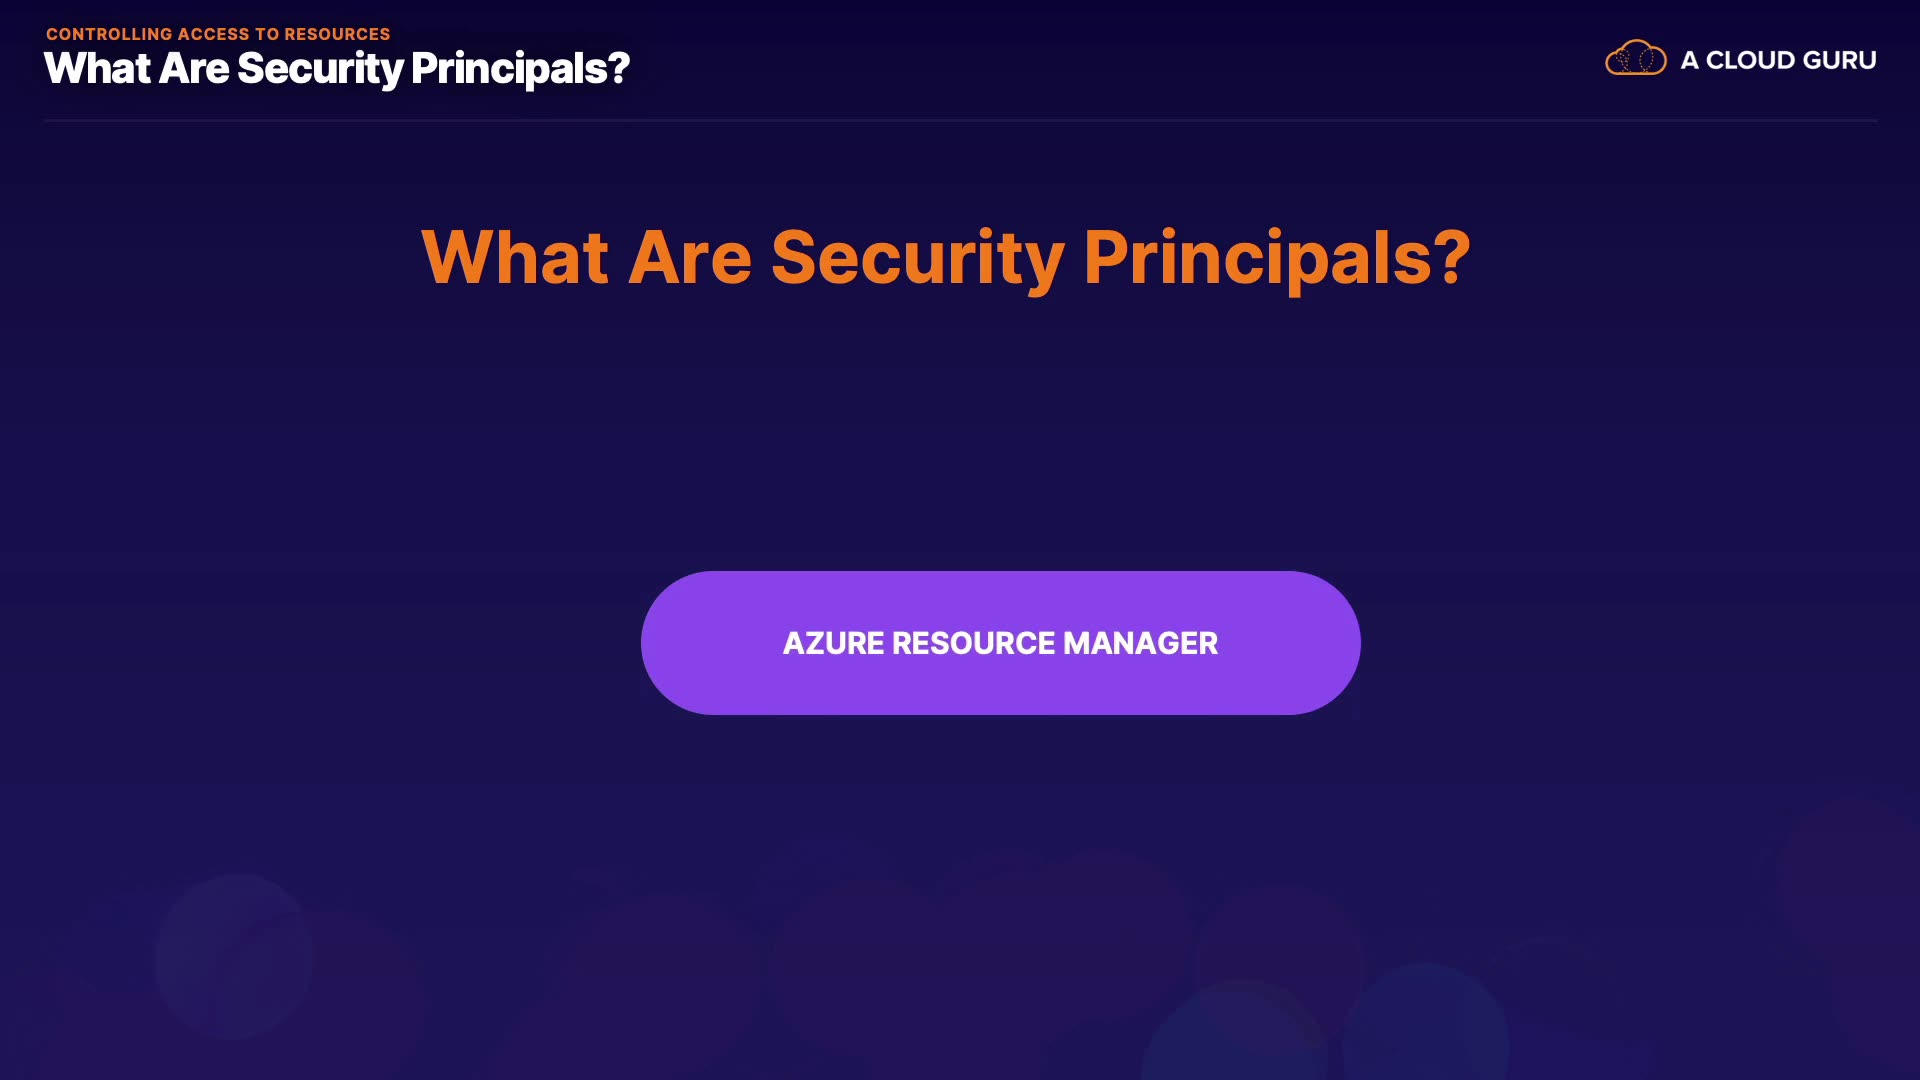 CONTROLLING ACCESS TO RESOURCES
What Are Security Principals?
A CLOUD GURU
What Are Security Principals?
AZURE RESOURCE MANAGER